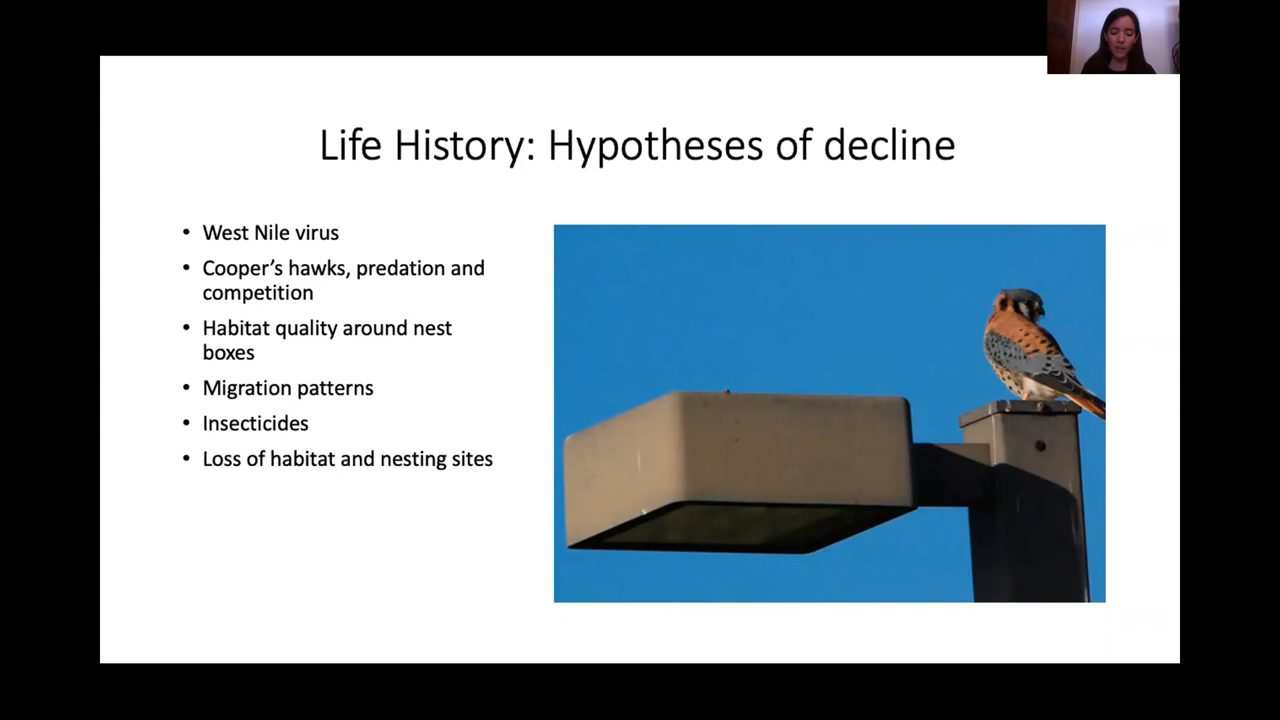 Life History: Hypotheses of decline
• West Nile virus
• Cooper’s hawks, predation and
competition
• Habitat quality around nest
boxes
• Migration patterns
• Insecticides
• Loss of habitat and nesting sites